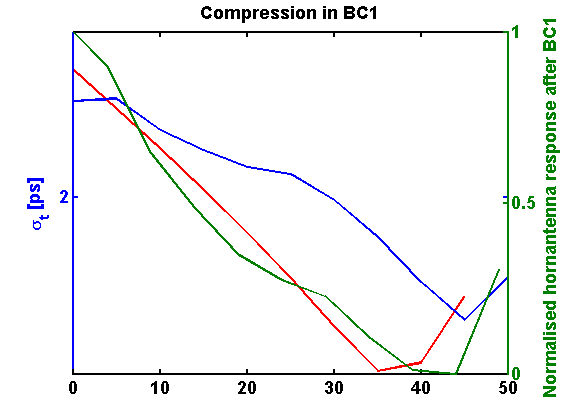 Compression in BC1
σt [ps]
2
1
0.5
0
0 10 20 30 40 50
Normalised hornantenna response after BC1